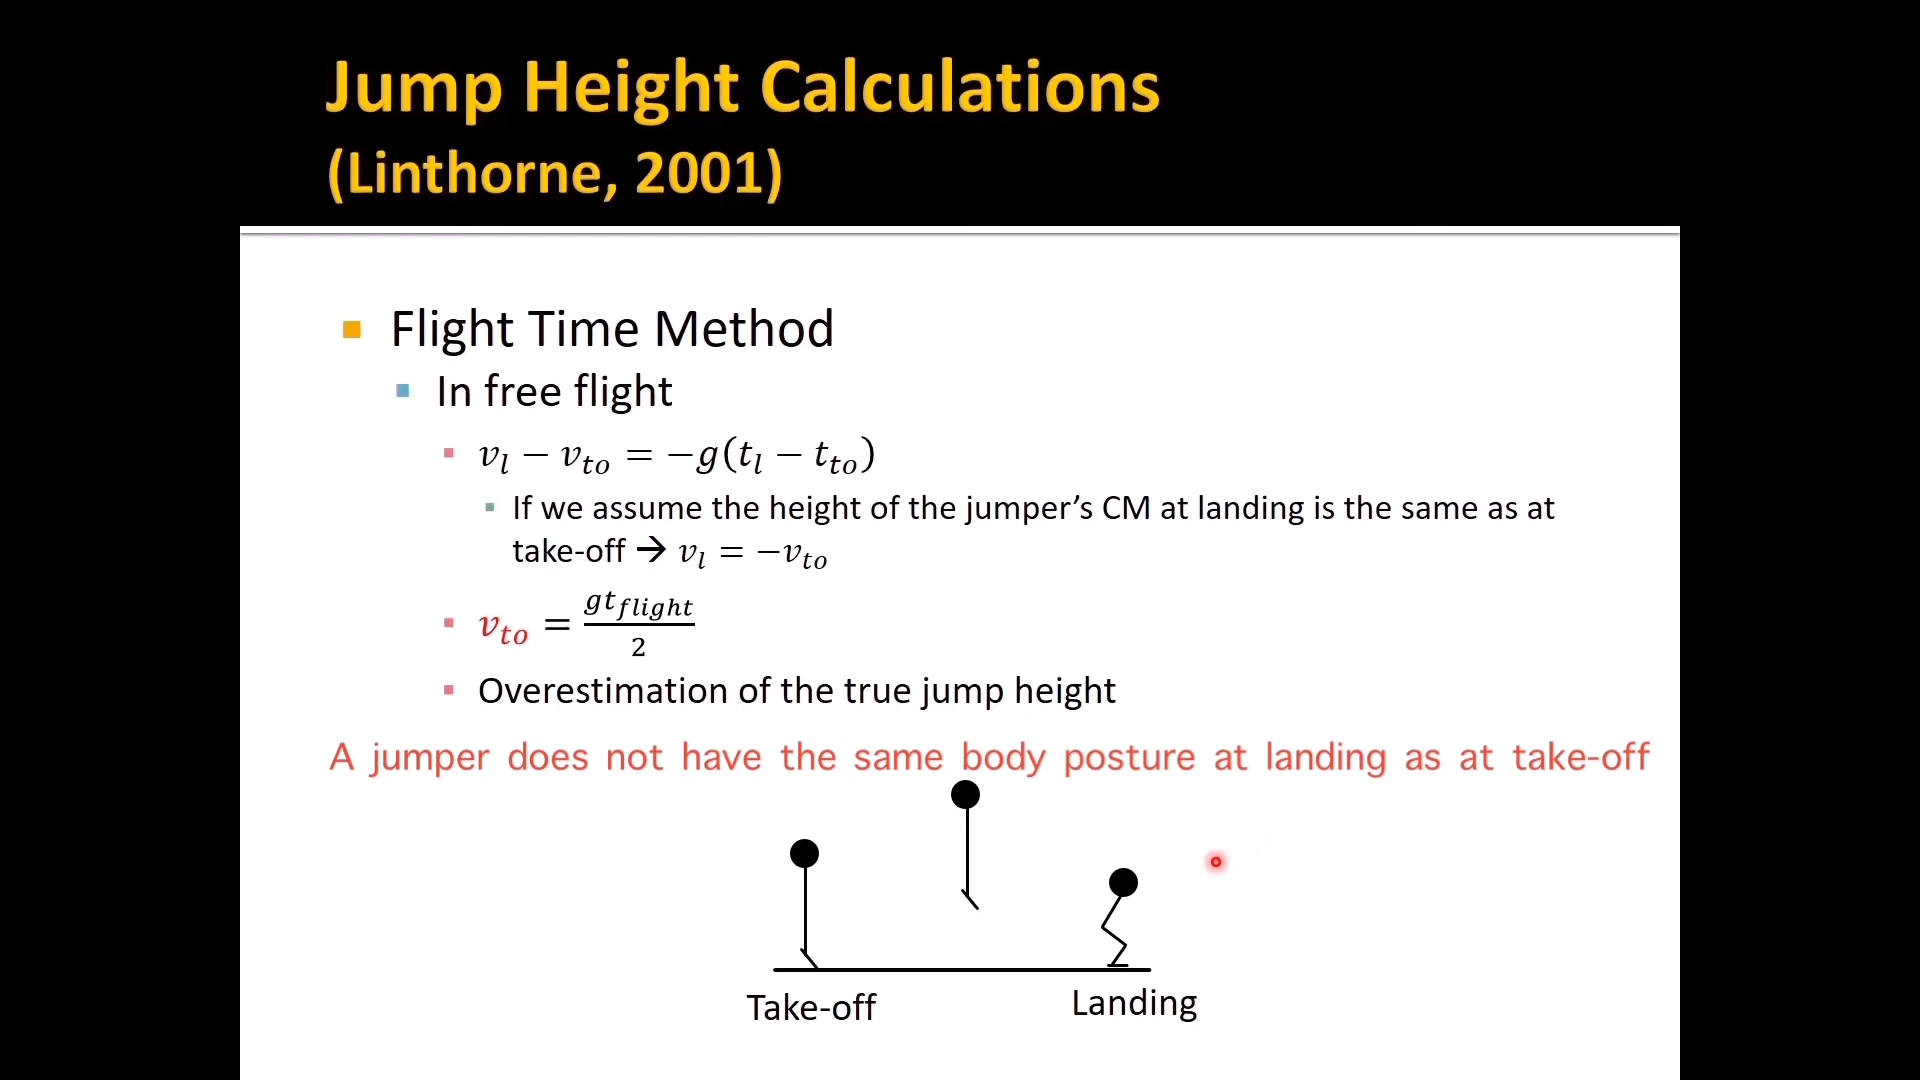 Jump Height Calculations
(Linthorne, 2001)
Flight Time Method
In free flight
v_l − v_to = −g(t_l − t_to)
If we assume the height of the jumper’s CM at landing is the same as at
take-off → v_l = −v_to
v_to = gt_flight / 2
Overestimation of the true jump height
A jumper does not have the same body posture at landing as at take-off
Take-off
Landing